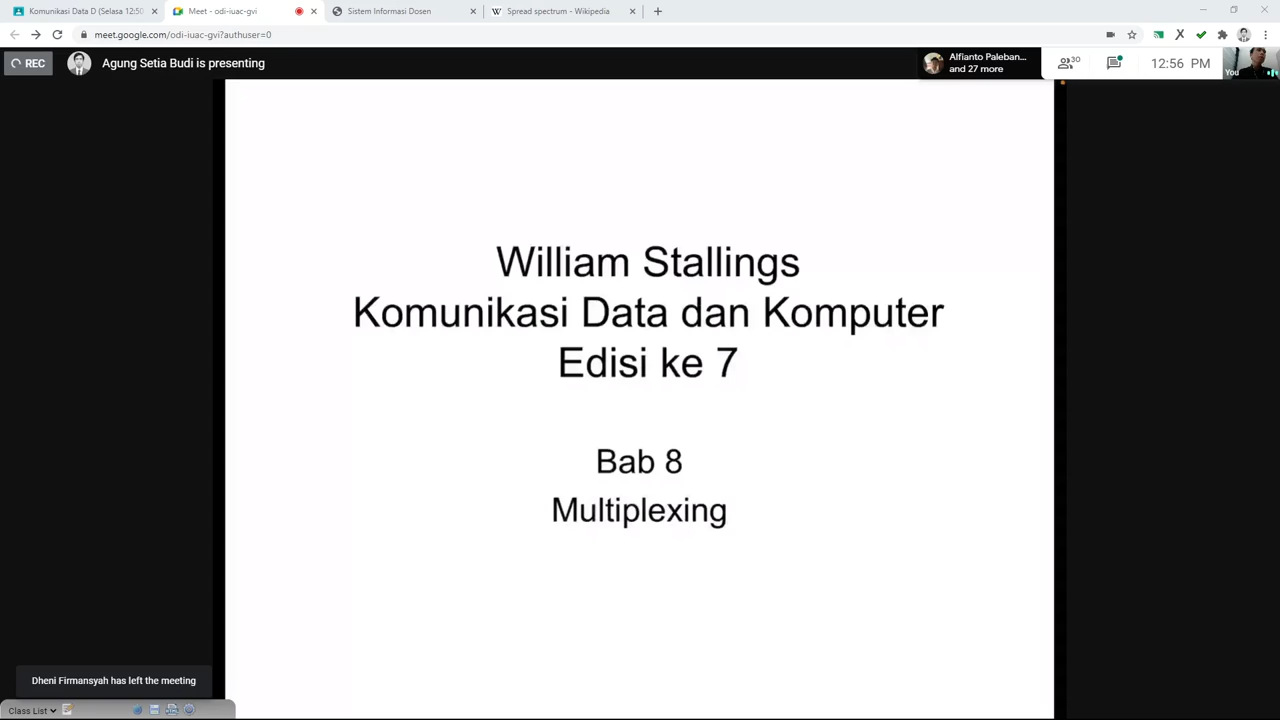 Komunikasi Data D (Selasa 12:50
Meet - odi-iuac-gvi
Sistem Informasi Dosen
Spread spectrum - Wikipedia
meet.google.com/odi-iuac-gvi?authuser=0
REC
Agung Setia Budi is presenting
Alfianto Paleban...
and 27 more
30
12:56 PM
You
William Stallings
Komunikasi Data dan Komputer
Edisi ke 7
Bab 8
Multiplexing
Dheni Firmansyah has left the meeting
Class List